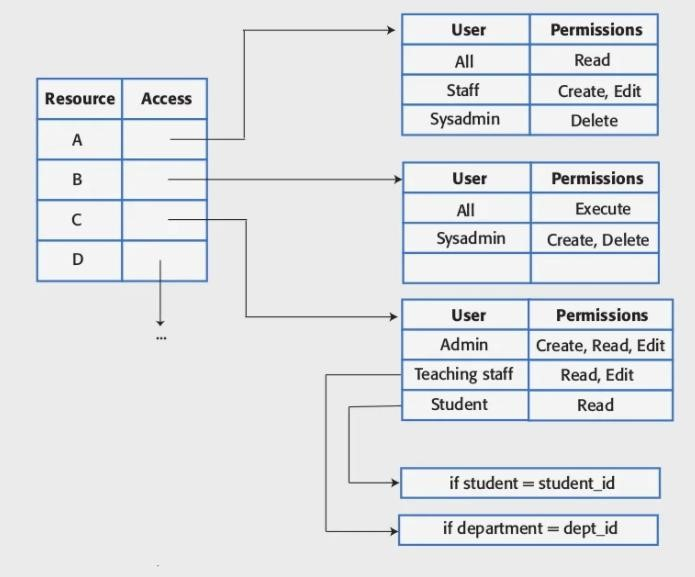 Resource Access
A
B
C
D
...
User Permissions
All Read
Staff Create, Edit
Sysadmin Delete
User Permissions
All Execute
Sysadmin Create, Delete
User Permissions
Admin Create, Read, Edit
Teaching staff Read, Edit
Student Read
if student = student_id
if department = dept_id